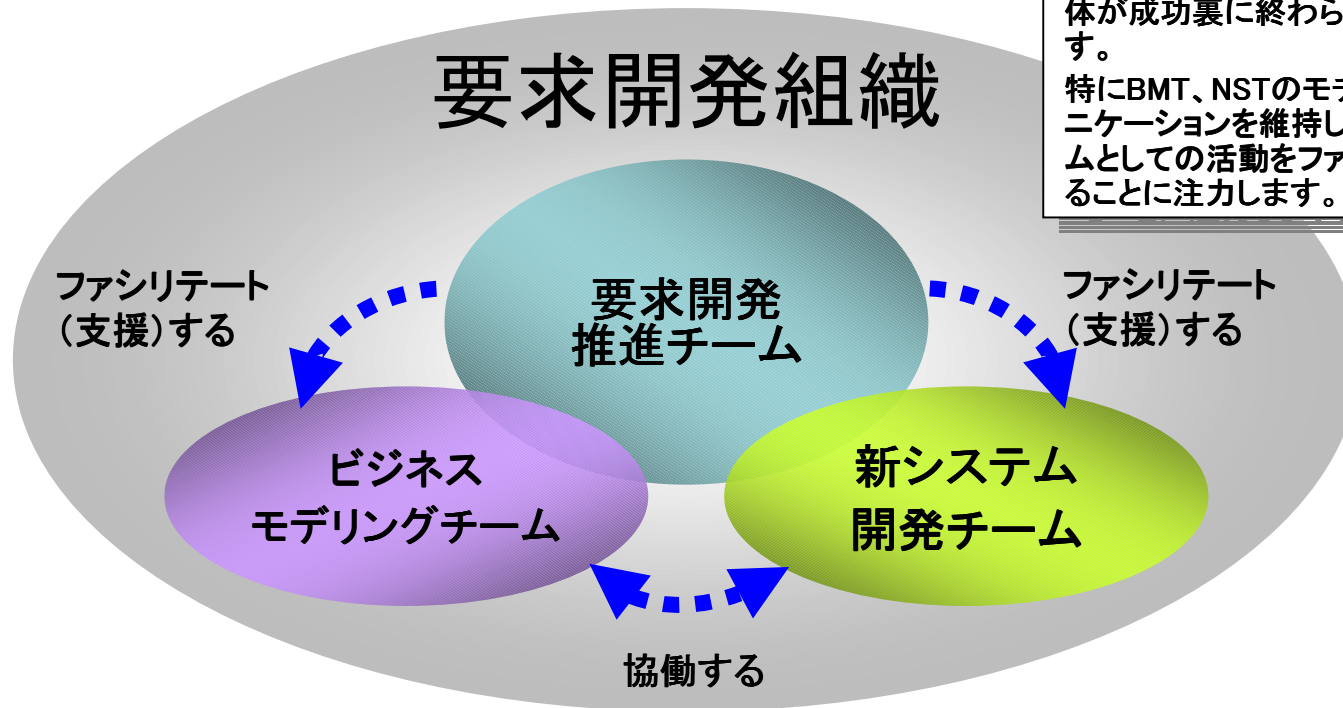 体が成功裏に終わら
す。
特にBMT、NSTのモデ
ニケーションを維持し
ムとしての活動をファ
ることに注力します。
要求開発組織
ファシリテート
（支援）する
要求開発
推進チーム
ファシリテート
（支援）する
ビジネス
モデリングチーム
新システム
開発チーム
協働する